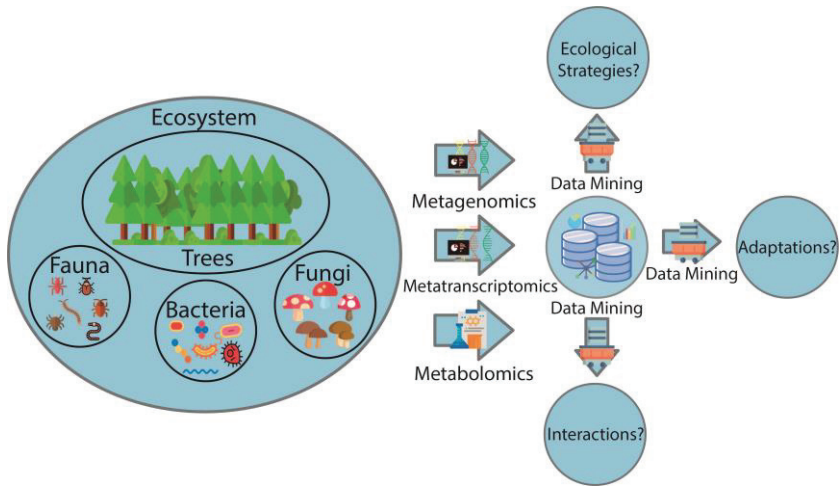 Ecosystem
Trees
Fauna
Bacteria
Fungi
Metagenomics
Metatranscriptomics
Metabolomics
Ecological
Strategies?
Data Mining
Data Mining
Adaptations?
Data Mining
Interactions?